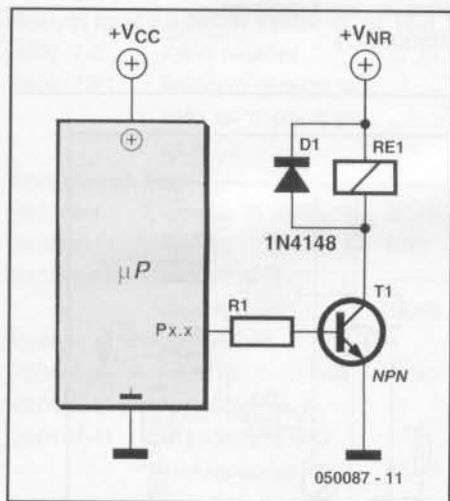 +VCC
+VNR
D1
RE1
1N4148
μP
T1
R1
Px.x
NPN
050087 - 11